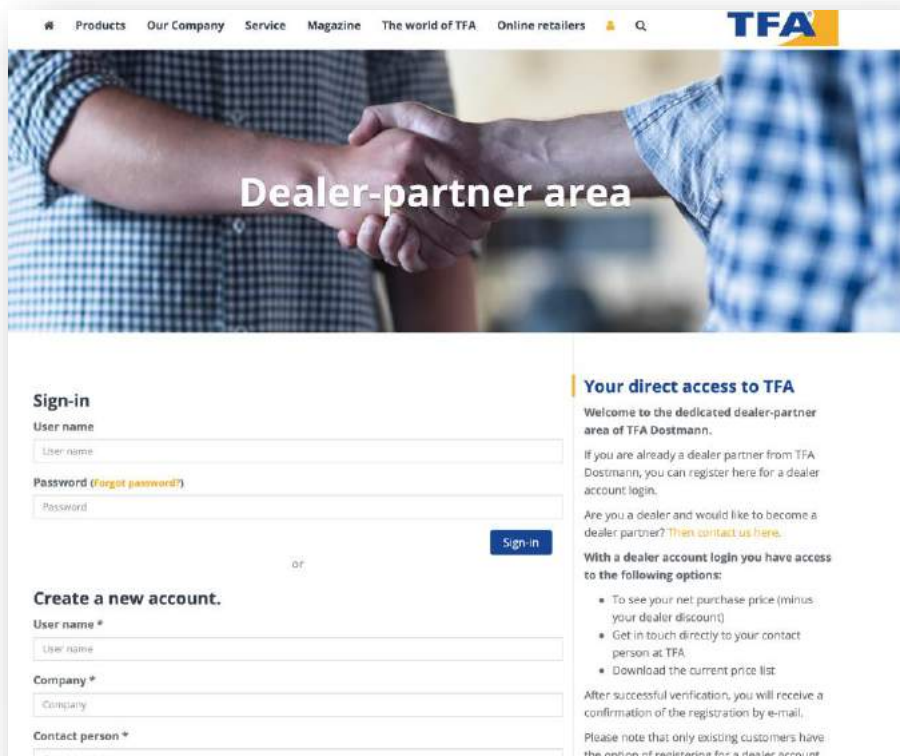 Products Our Company Service Magazine The world of TFA Online retailers
TFA
Dealer-partner area
Sign-in
User name
User name
Password (Forgot password?)
Password
Sign-in
or
Create a new account.
User name *
User name
Company *
Company
Contact person *
Your direct access to TFA
Welcome to the dedicated dealer-partner
area of TFA Dostmann.
If you are already a dealer partner from TFA
Dostmann, you can register here for a dealer
account login.
Are you a dealer and would like to become a
dealer partner? Then contact us here.
With a dealer account login you have access
to the following options:
To see your net purchase price (minus
your dealer discount)
Get in touch directly to your contact
person at TFA
Download the current price list
After successful verification, you will receive a
confirmation of the registration by e-mail.
Please note that only existing customers have
the option of registering for a dealer account